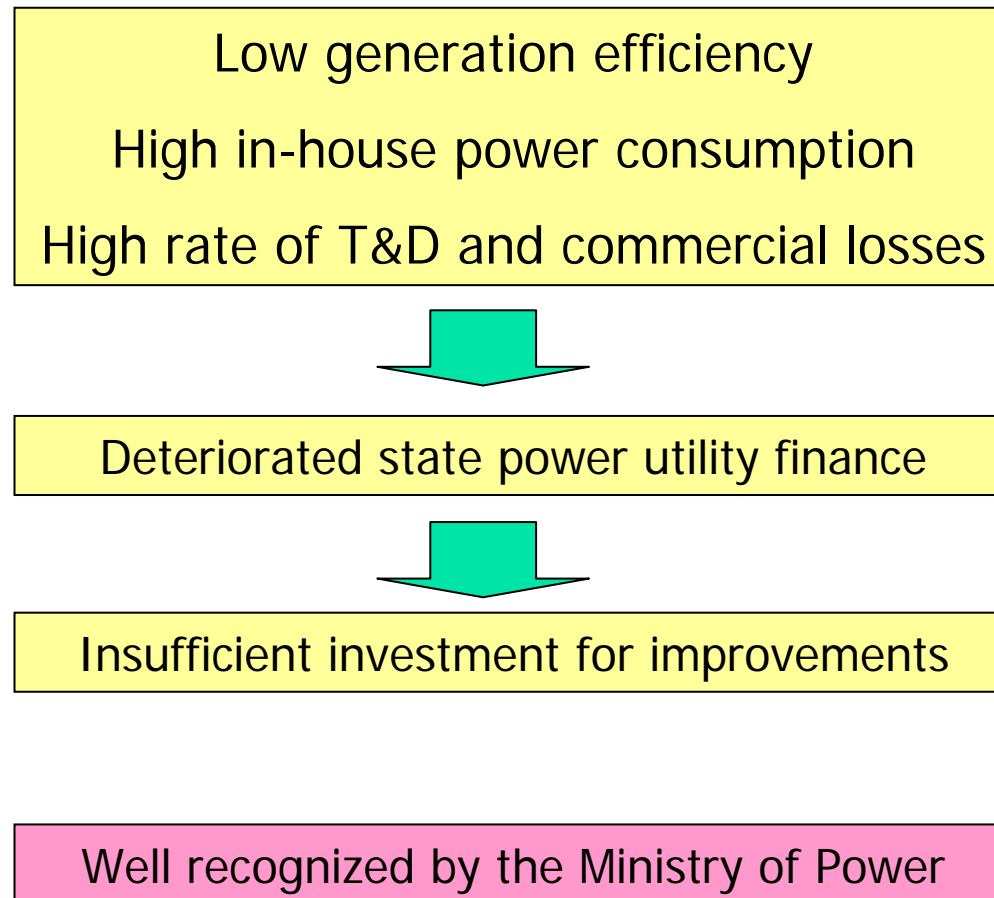 Low generation efficiency
High in-house power consumption
High rate of T&D and commercial losses
Deteriorated state power utility finance
Insufficient investment for improvements
Well recognized by the Ministry of Power